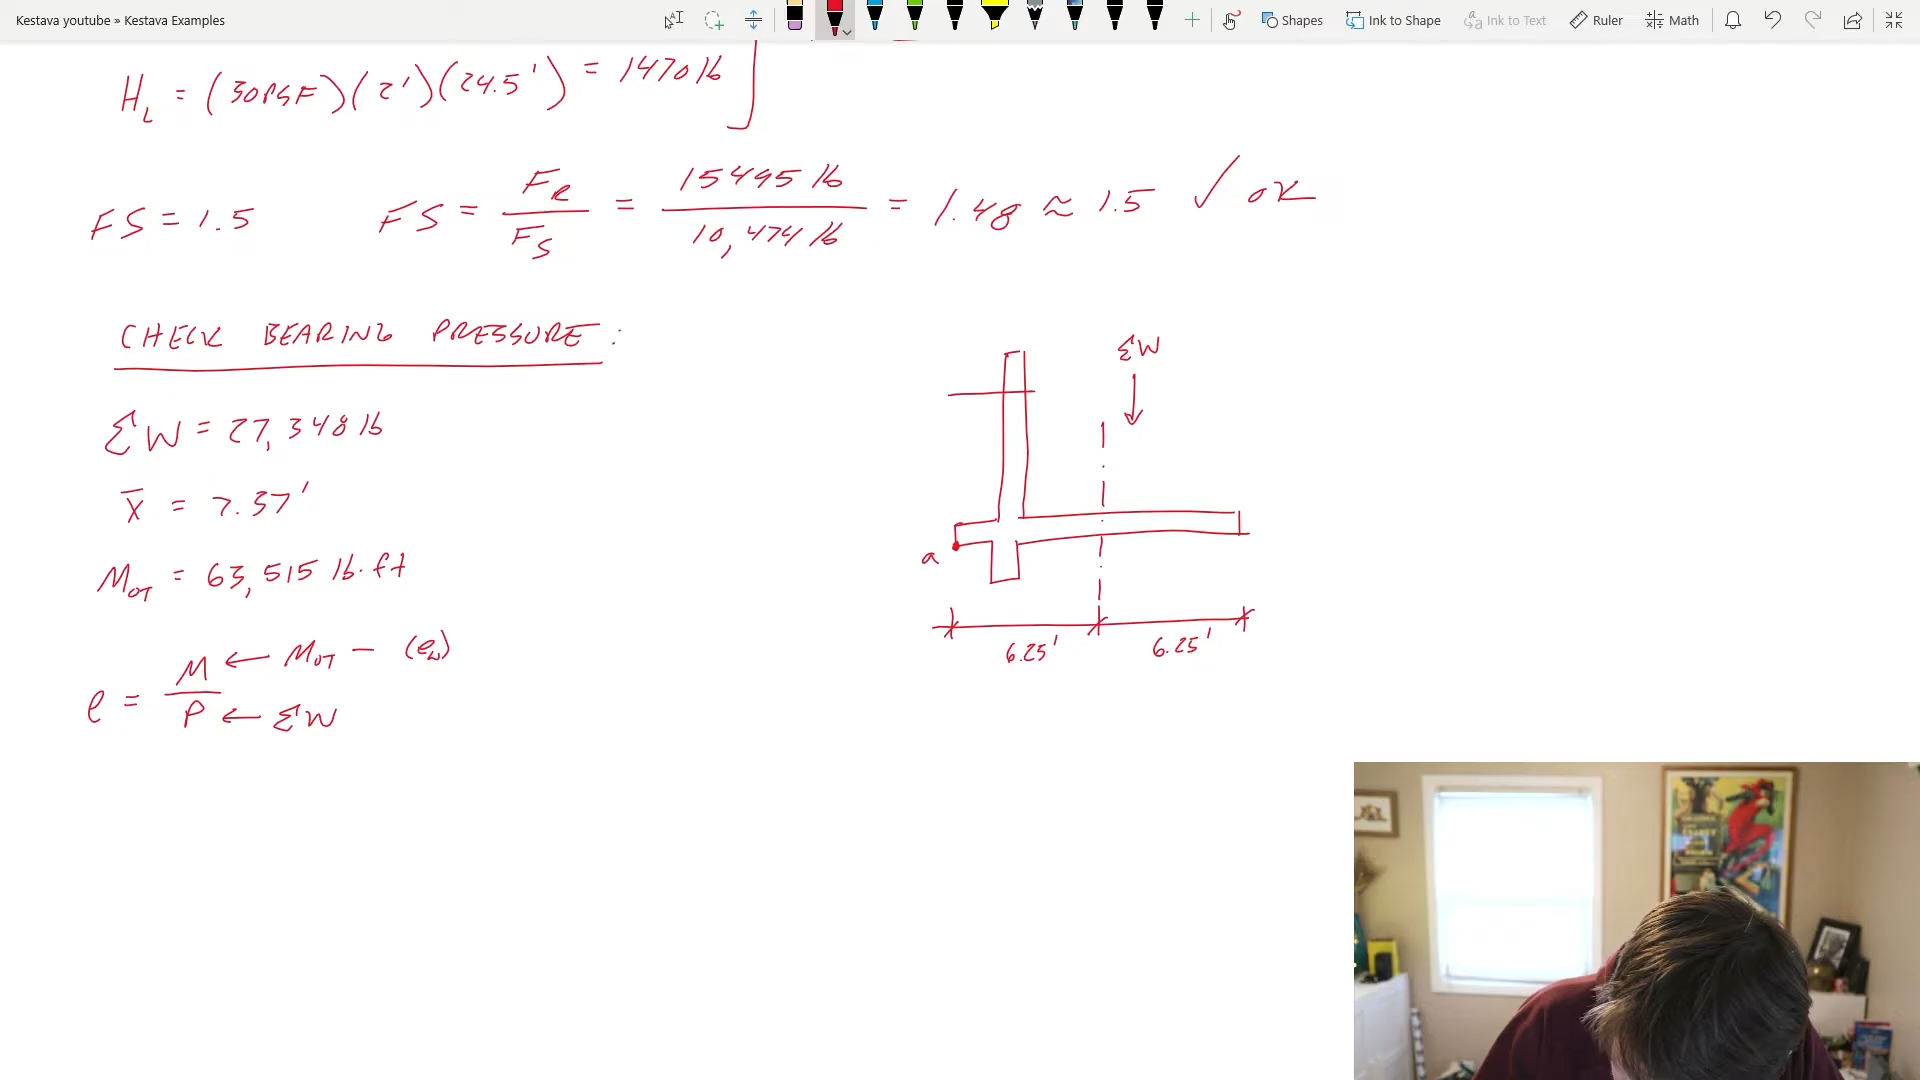 Kestava youtube » Kestava Examples
Shapes
Ink to Shape
Ink to Text
Ruler
Math
H_L = (30PSF)(2')(24.5') = 1470 lb
FS = 1.5
FS = F_R / F_S = 15495 lb / 10,474 lb = 1.48 ≈ 1.5 ✓ OK
CHECK BEARING PRESSURE:
ΣW = 27,348 lb
x̄ = 7.37'
M_OT = 63,515 lb·ft
e = M / P
M ← M_OT − (e_w)
P ← ΣW
ΣW
a
6.25'
6.25'